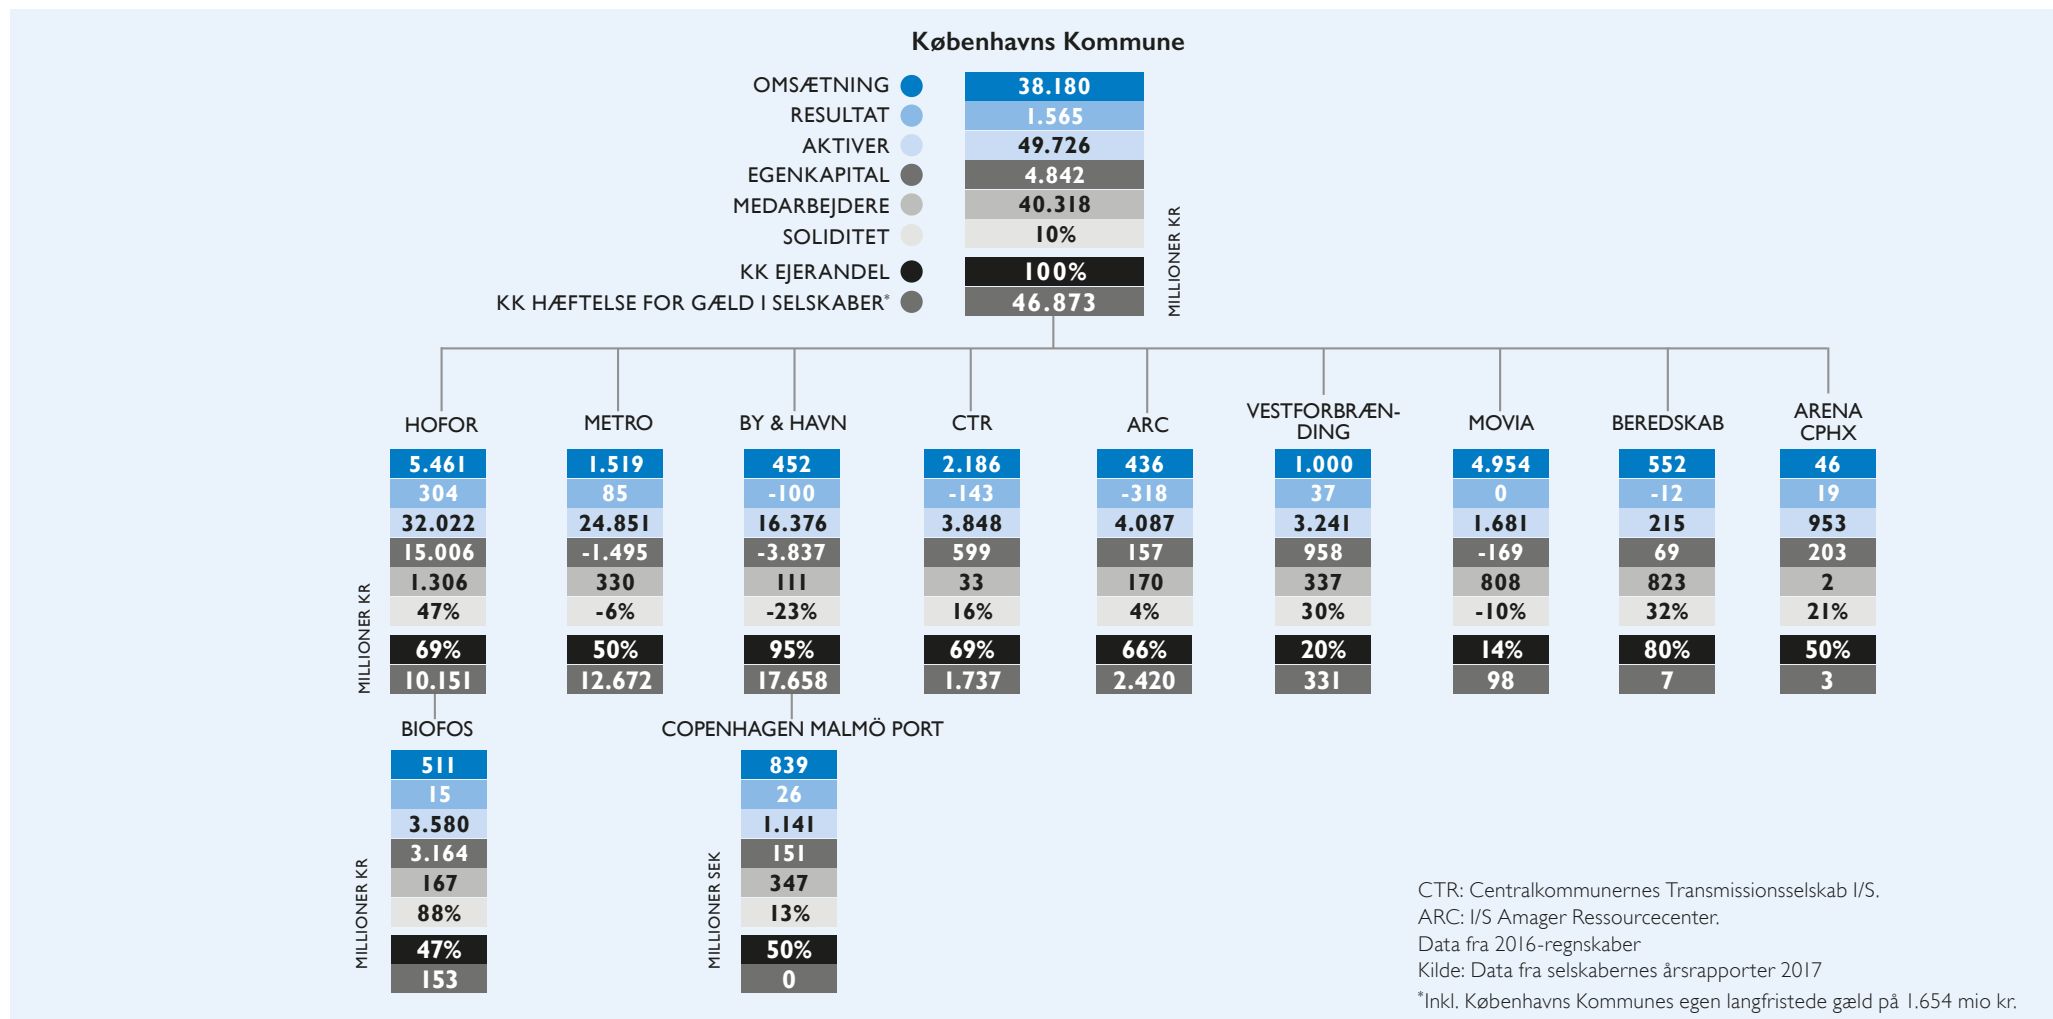 Københavns Kommune
OMSÆTNING 38.180
RESULTAT 1.565
AKTIVER 49.726
EGENKAPITAL 4.842
MEDARBEJDERE 40.318
SOLIDITET 10%
KK EJERANDEL 100%
KK HÆFTELSE FOR GÆLD I SELSKABER* 46.873
MILLIONER KR
HOFOR
5.461
304
32.022
15.006
1.306
47%
69%
10.151
MILLIONER KR
METRO
1.519
85
24.851
-1.495
330
-6%
50%
12.672
BY & HAVN
452
-100
16.376
-3.837
111
-23%
95%
17.658
CTR
2.186
-143
3.848
599
33
16%
69%
1.737
ARC
436
-318
4.087
157
170
4%
66%
2.420
VESTFORBRÆN-
DING
1.000
37
3.241
958
337
30%
20%
331
MOVIA
4.954
0
1.681
-169
808
-10%
14%
98
BEREDSKAB
552
-12
215
69
823
32%
80%
7
ARENA
CPHX
46
19
953
203
2
21%
50%
3
BIOFOS
511
15
3.580
3.164
167
88%
47%
153
MILLIONER KR
COPENHAGEN MALMÖ PORT
839
26
1.141
151
347
13%
50%
0
MILLIONER SEK
CTR: Centralkommunernes Transmissionsselskab I/S.
ARC: I/S Amager Ressourcecenter.
Data fra 2016-regnskaber
Kilde: Data fra selskabernes årsrapporter 2017
*Inkl. Københavns Kommunes egen langfristede gæld på 1.654 mio kr.